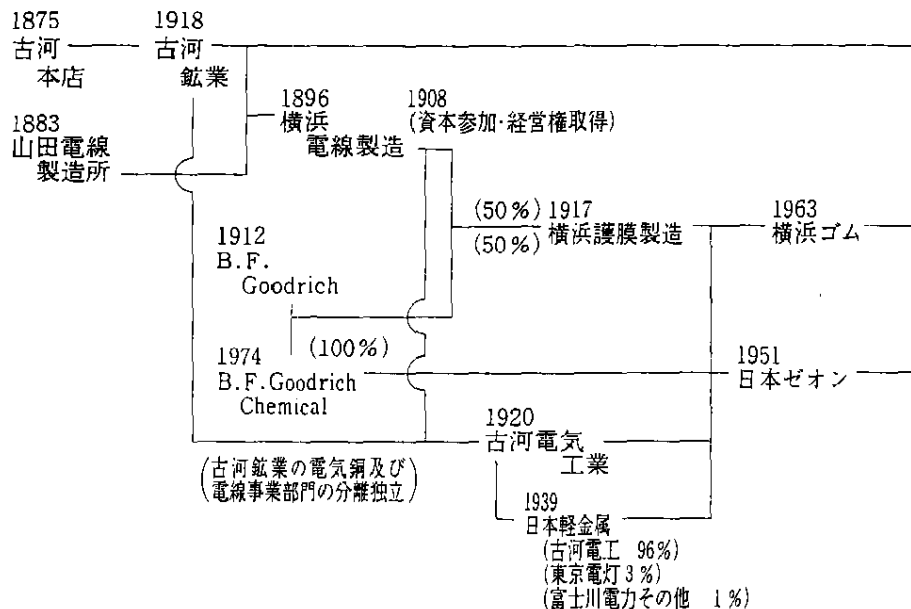 1875
古河
本店
1918
古河
鉱業
1883
山田電線
製造所
1896
横浜
電線製造
1908
(資本参加・経営権取得)
1912
B.F.
Goodrich
(50%)
(50%)
1917
横浜護膜製造
1963
横浜ゴム
(100%)
1974
B.F.Goodrich
Chemical
1951
日本ゼオン
1920
古河電気
工業
(古河鉱業の電気銅及び
電線事業部門の分離独立)
1939
日本軽金属
(古河電工 96%)
(東京電灯3%)
(富士川電力その他 1%)